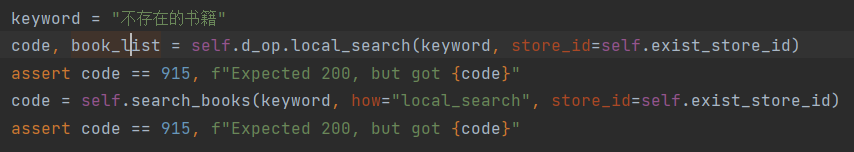 keyword = "不存在的书籍"
code, book_list = self.d_op.local_search(keyword, store_id=self.exist_store_id)
assert code == 915, f"Expected 200, but got {code}"
code = self.search_books(keyword, how="local_search", store_id=self.exist_store_id)
assert code == 915, f"Expected 200, but got {code}"